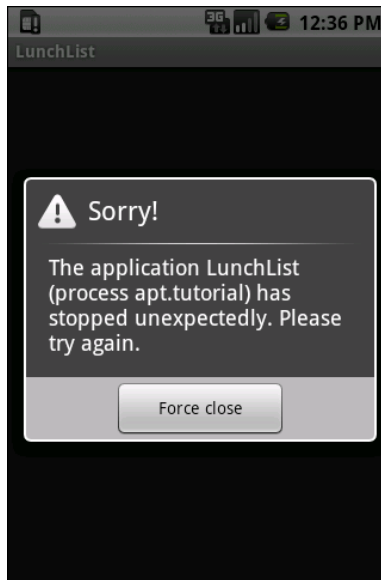 3G 12:36 PM
LunchList
Sorry!
The application LunchList
(process apt.tutorial) has
stopped unexpectedly. Please
try again.
Force close